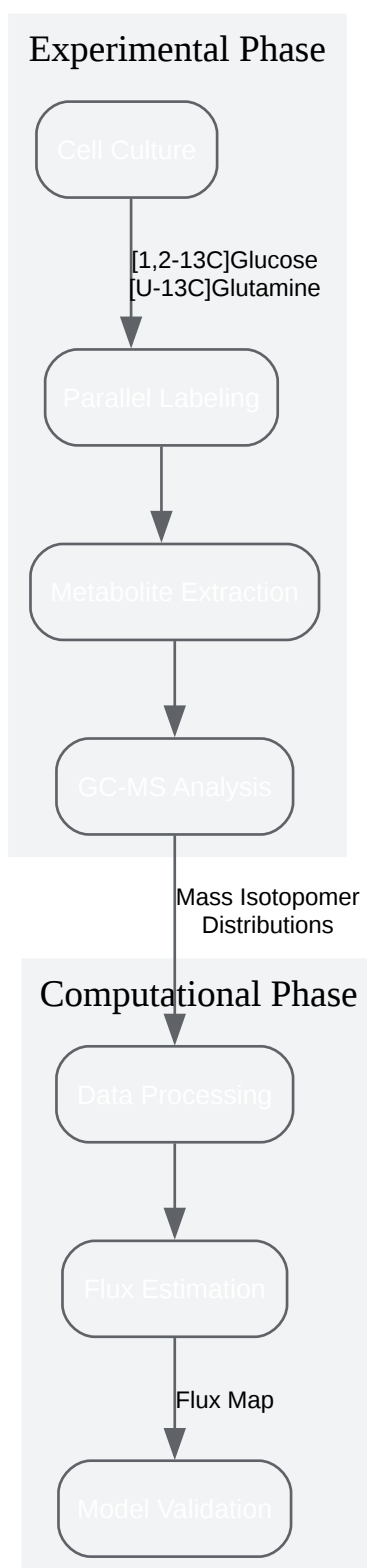 Experimental Phase
Cell Culture
[1,2-13C]Glucose
[U-13C]Glutamine
Parallel Labeling
Metabolite Extraction
GC-MS Analysis
Mass Isotopomer
Distributions
Computational Phase
Data Processing
Flux Estimation
Flux Map
Model Validation